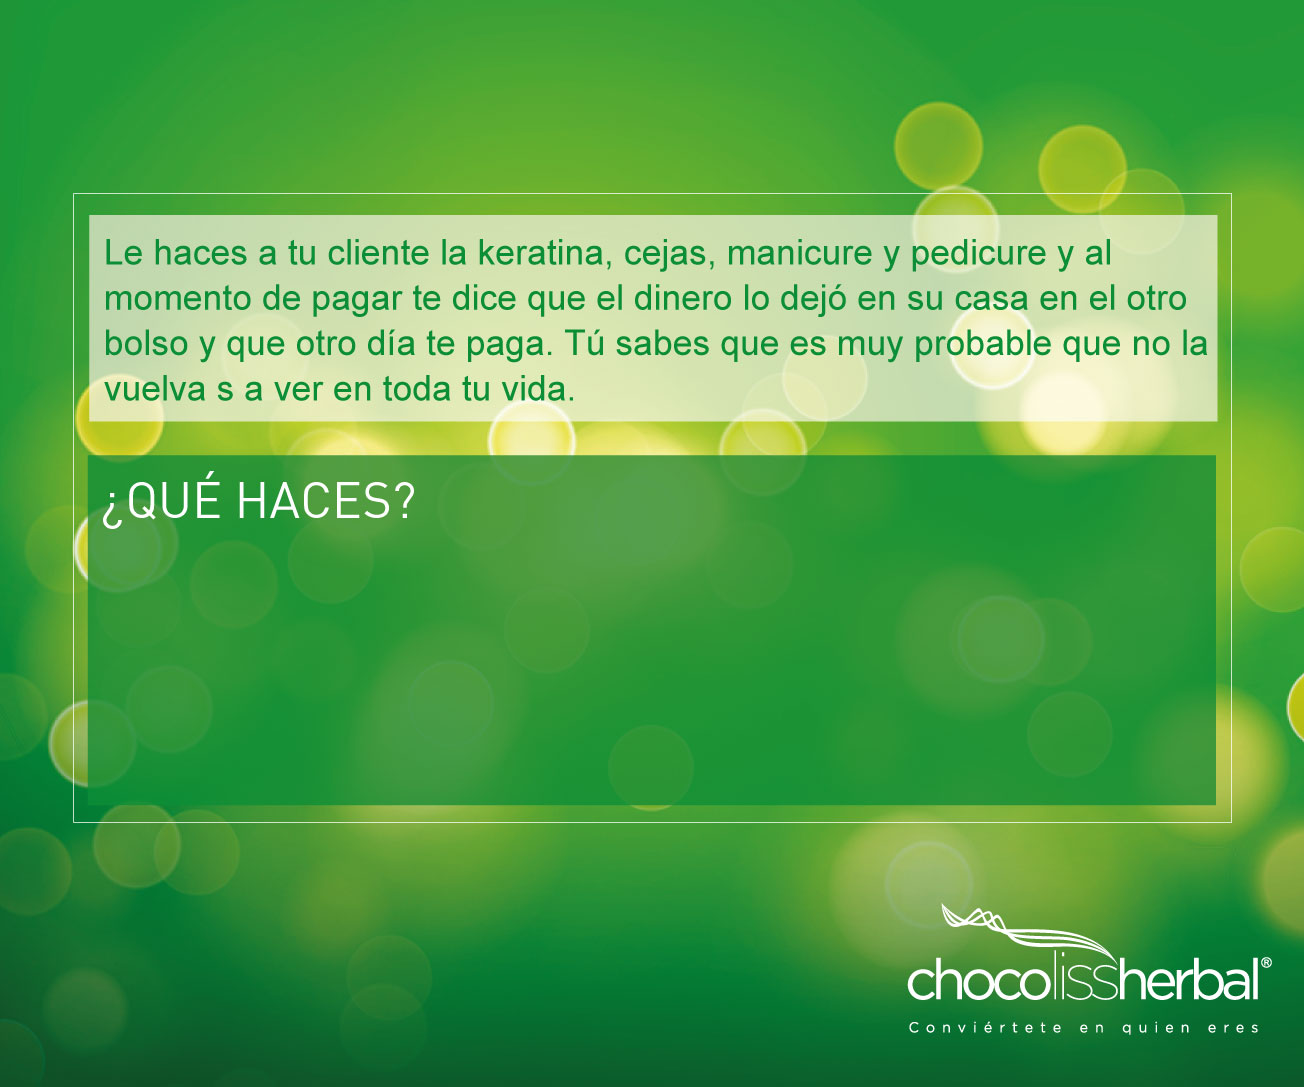 Le haces a tu cliente la keratina, cejas, manicure y pedicure y al
momento de pagar te dice que el dinero lo dejó en su casa en el otro
bolso y que otro día te paga. Tú sabes que es muy probable que no la
vuelva s a ver en toda tu vida.
¿QUÉ HACES?
chocolissherbal®
Conviértete en quien eres